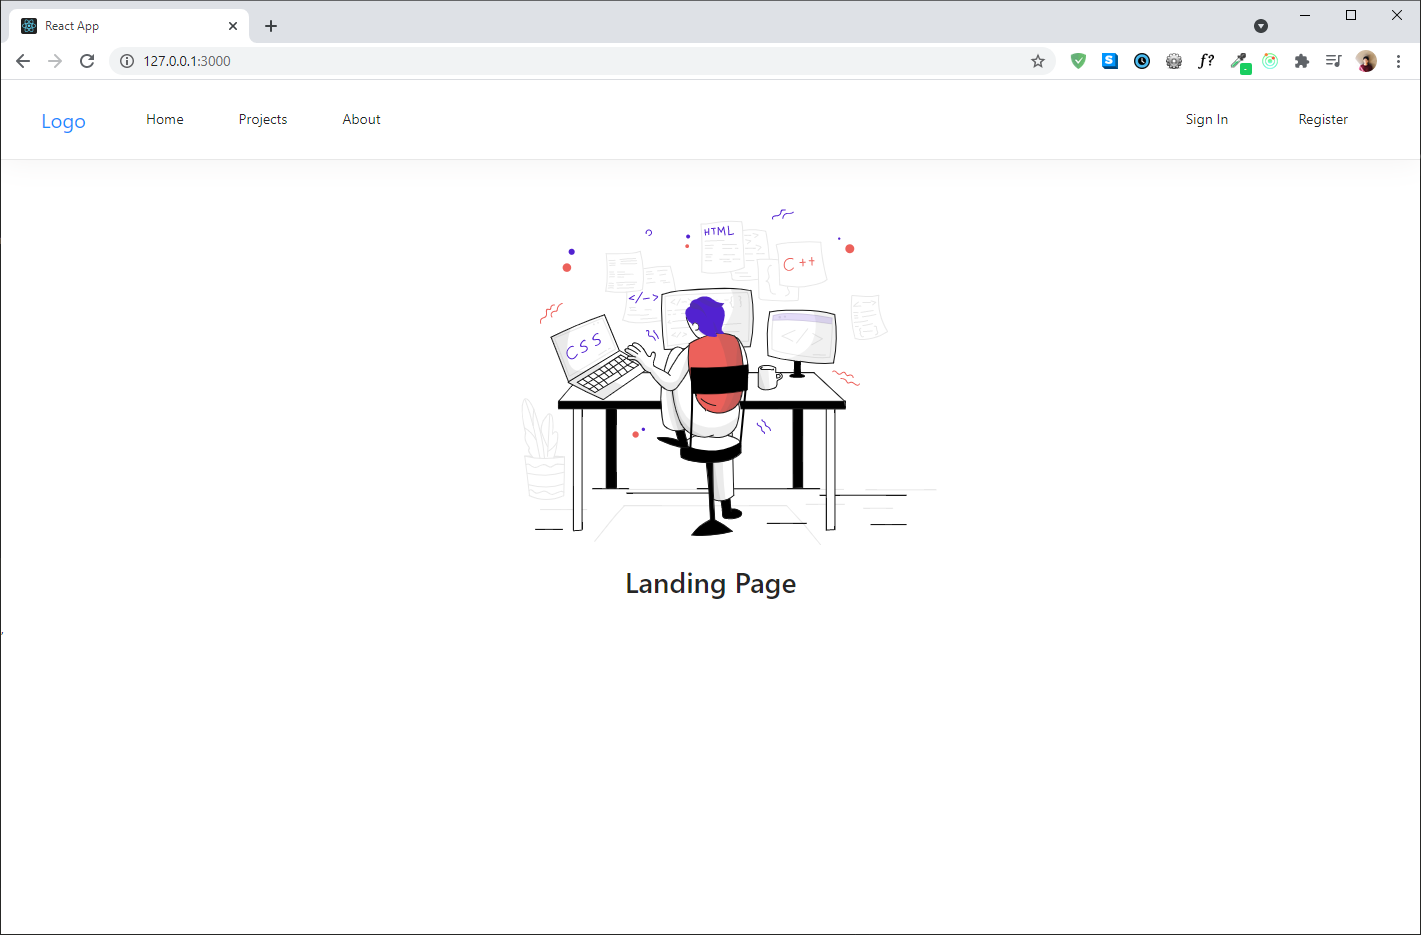 React App
127.0.0.1:3000
Logo Home Projects About Sign In Register
HTML
C++
</->
CSS
</>
Landing Page